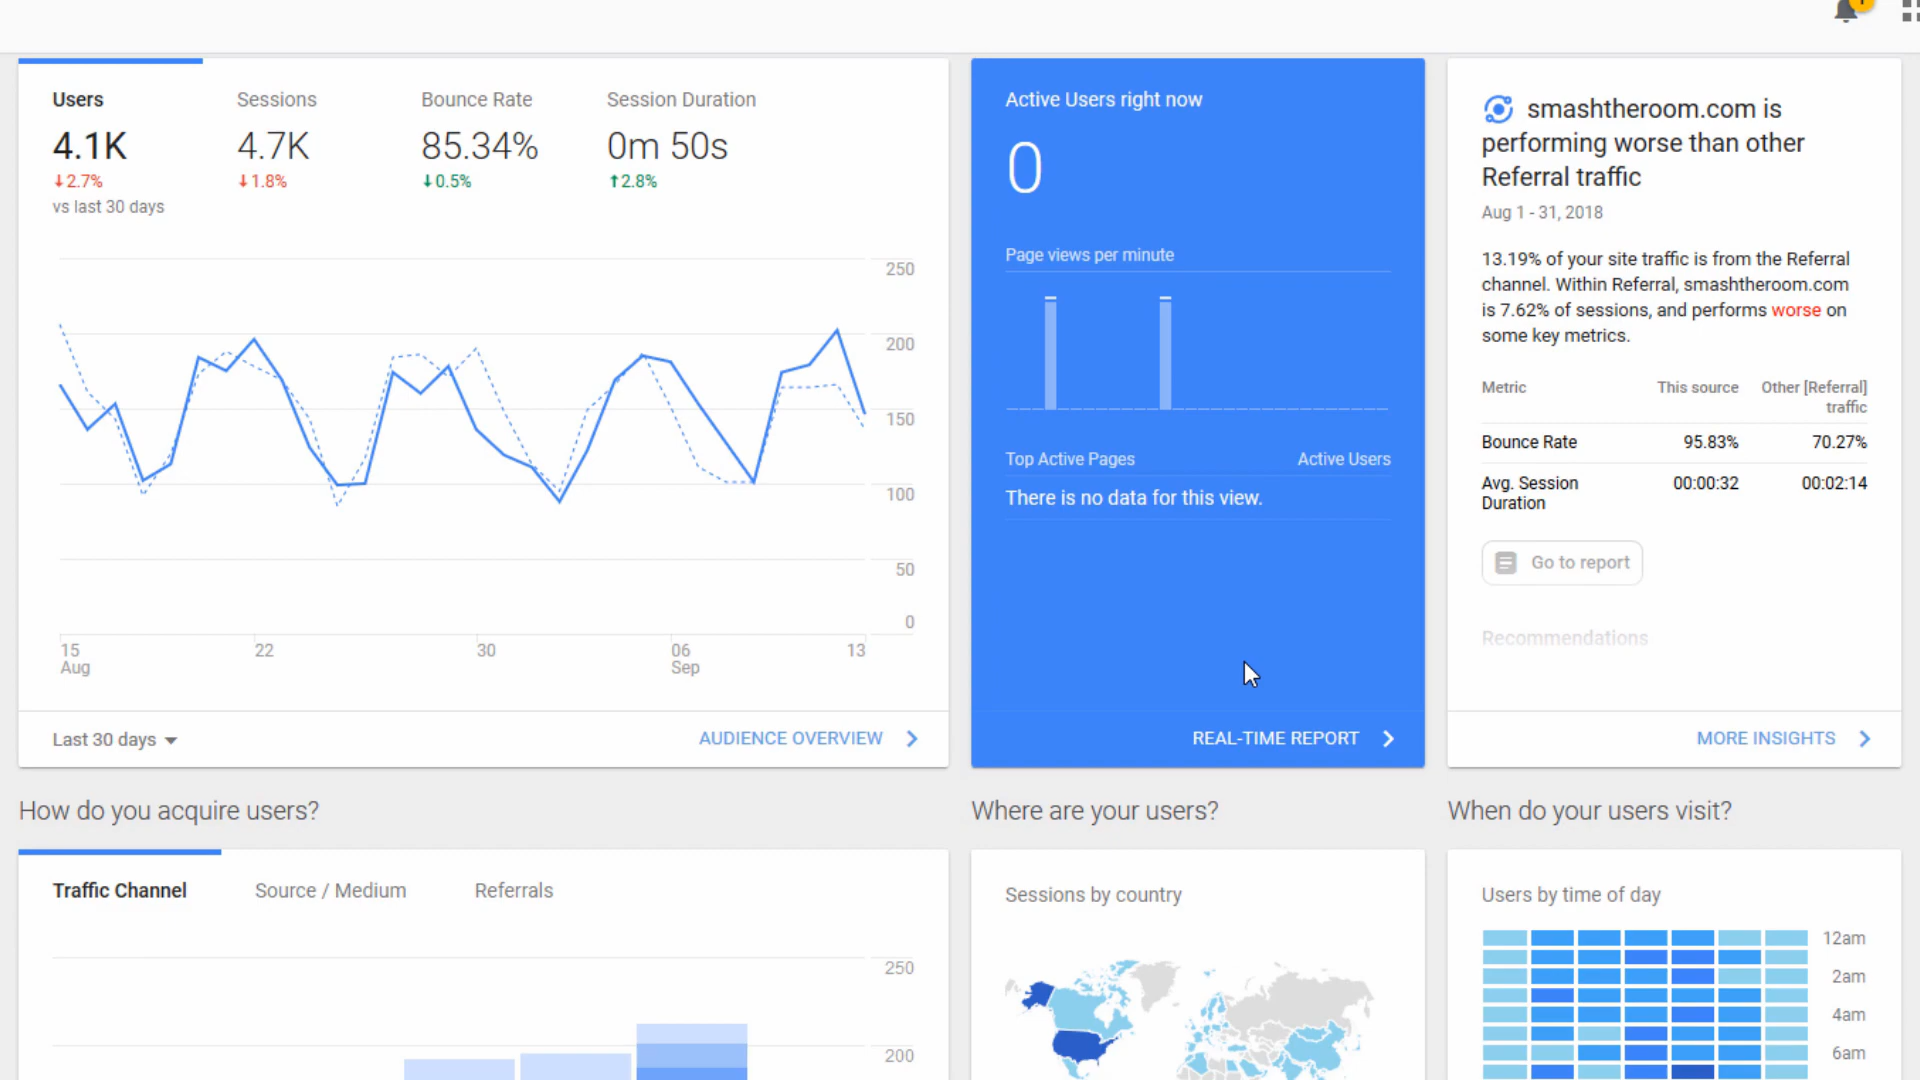 Users
4.1K
2.7%
vs last 30 days
Sessions
4.7K
1.8%
Bounce Rate
85.34%
0.5%
Session Duration
0m 50s
2.8%
250
200
150
100
50
0
15
Aug
22
30
06
Sep
13
Last 30 days
AUDIENCE OVERVIEW
Active Users right now
0
Page views per minute
Top Active Pages
Active Users
There is no data for this view.
REAL-TIME REPORT
smashtheroom.com is
performing worse than other
Referral traffic
Aug 1 - 31, 2018
13.19% of your site traffic is from the Referral
channel. Within Referral, smashtheroom.com
is 7.62% of sessions, and performs worse on
some key metrics.
Metric This source Other [Referral]
traffic
Bounce Rate 95.83% 70.27%
Avg. Session 00:00:32 00:02:14
Duration
Go to report
Recommendations
MORE INSIGHTS
How do you acquire users?
Traffic Channel
Source / Medium
Referrals
250
200
Where are your users?
Sessions by country
When do your users visit?
Users by time of day
12am
2am
4am
6am